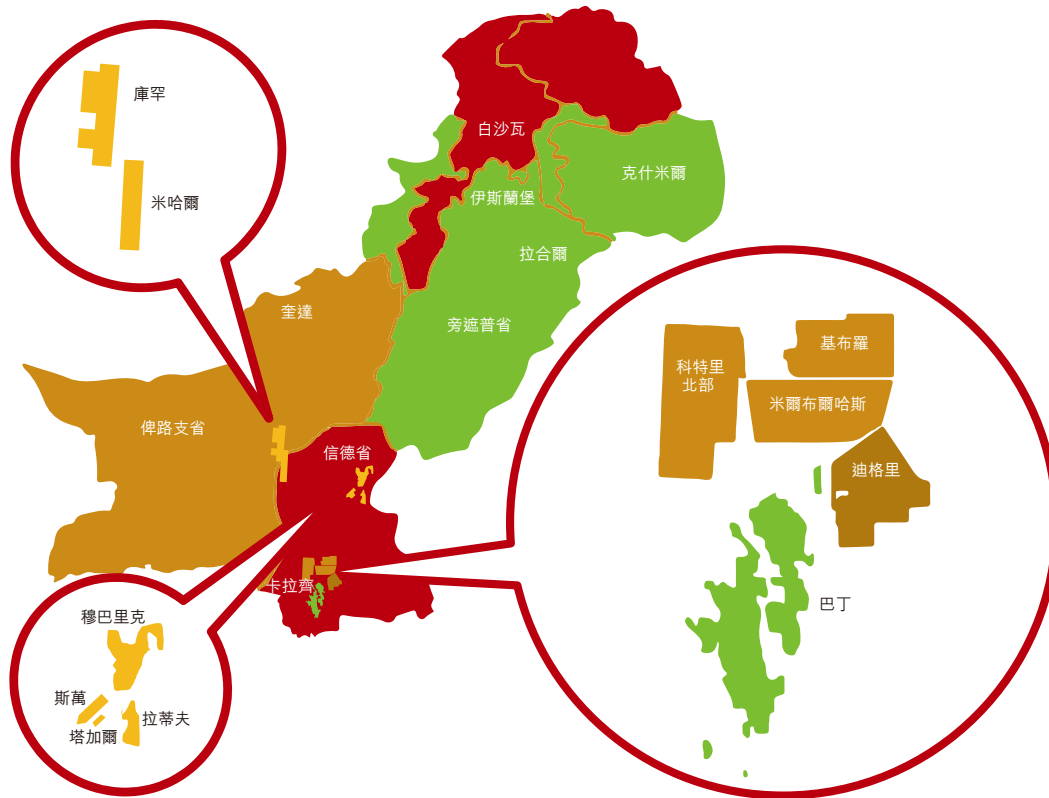 庫罕
米哈爾
白沙瓦
克什米爾
伊斯蘭堡
拉合爾
奎達
旁遮普省
俾路支省
信德省
卡拉齊
科特里
北部
基布羅
米爾布爾哈斯
迪格里
巴丁
穆巴里克
斯萬
拉蒂夫
塔加爾